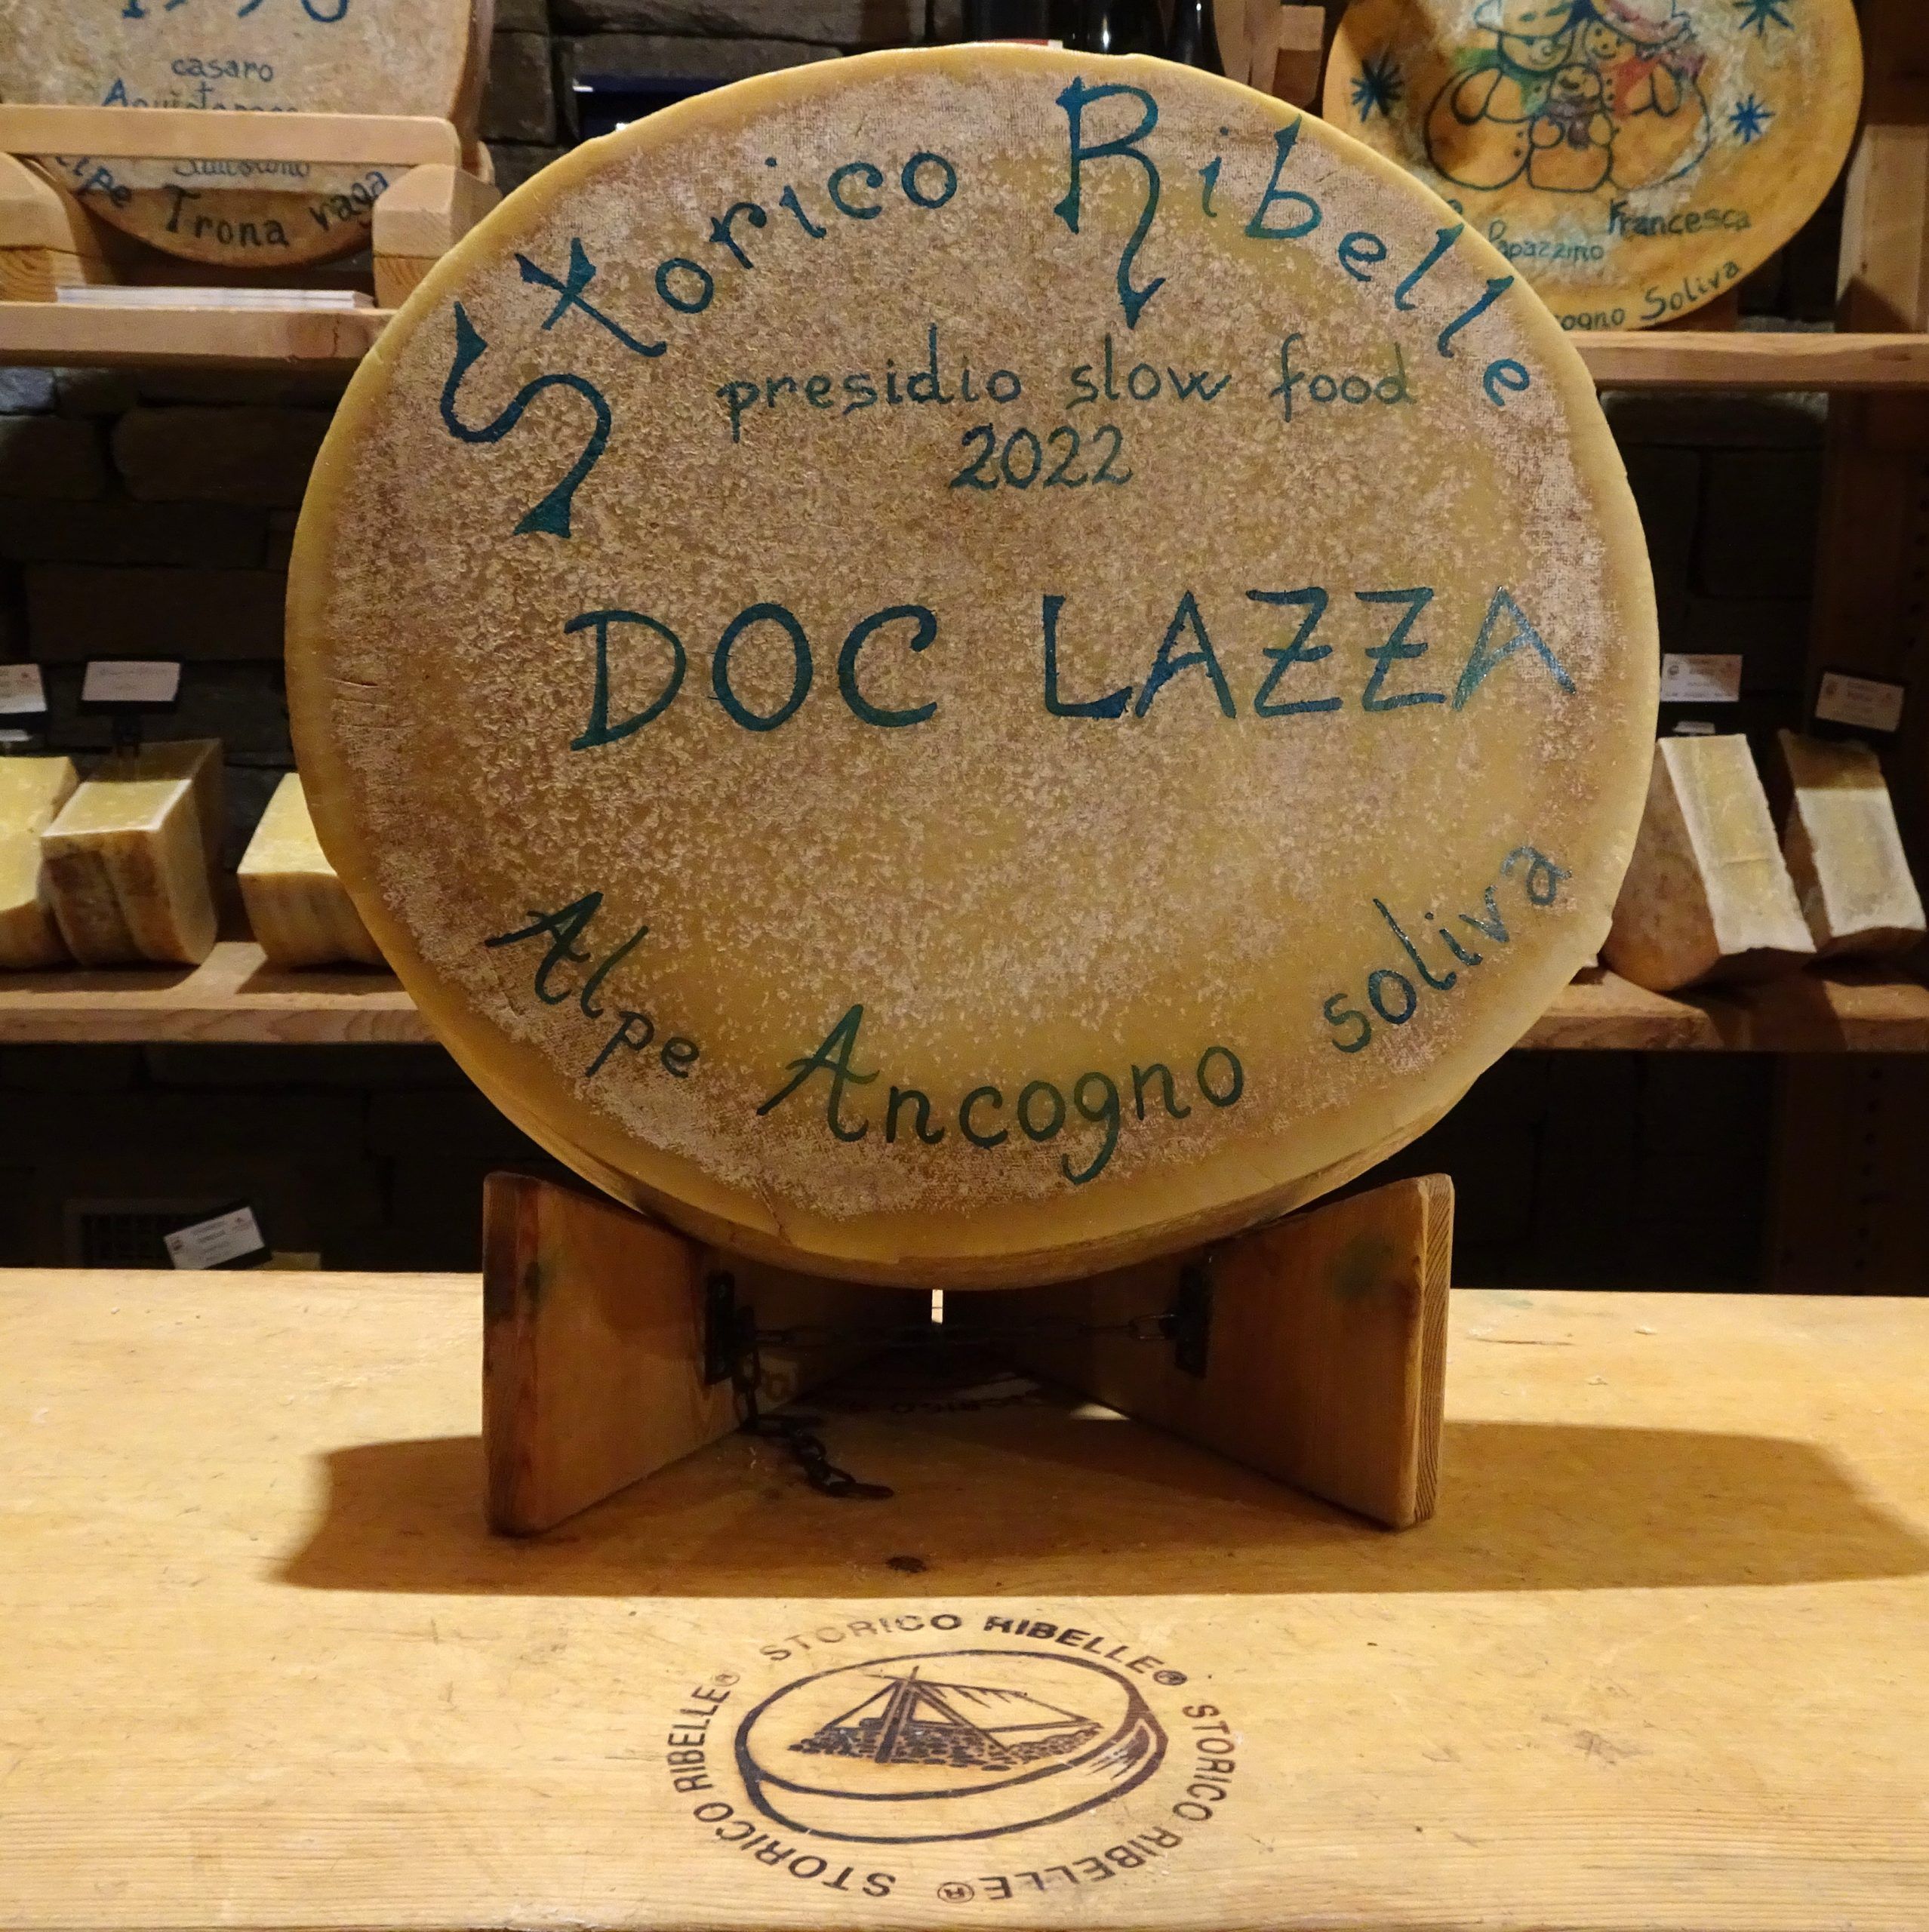 casaro
Trona vaga
Francesca
Papazzino
Soliva
Storico Ribelle
presidio slow food
2022
DOC LAZZA
Alpe Ancogno soliva
STORICO RIBELLE® STORICO RIBELLE® STORICO RIBELLE®